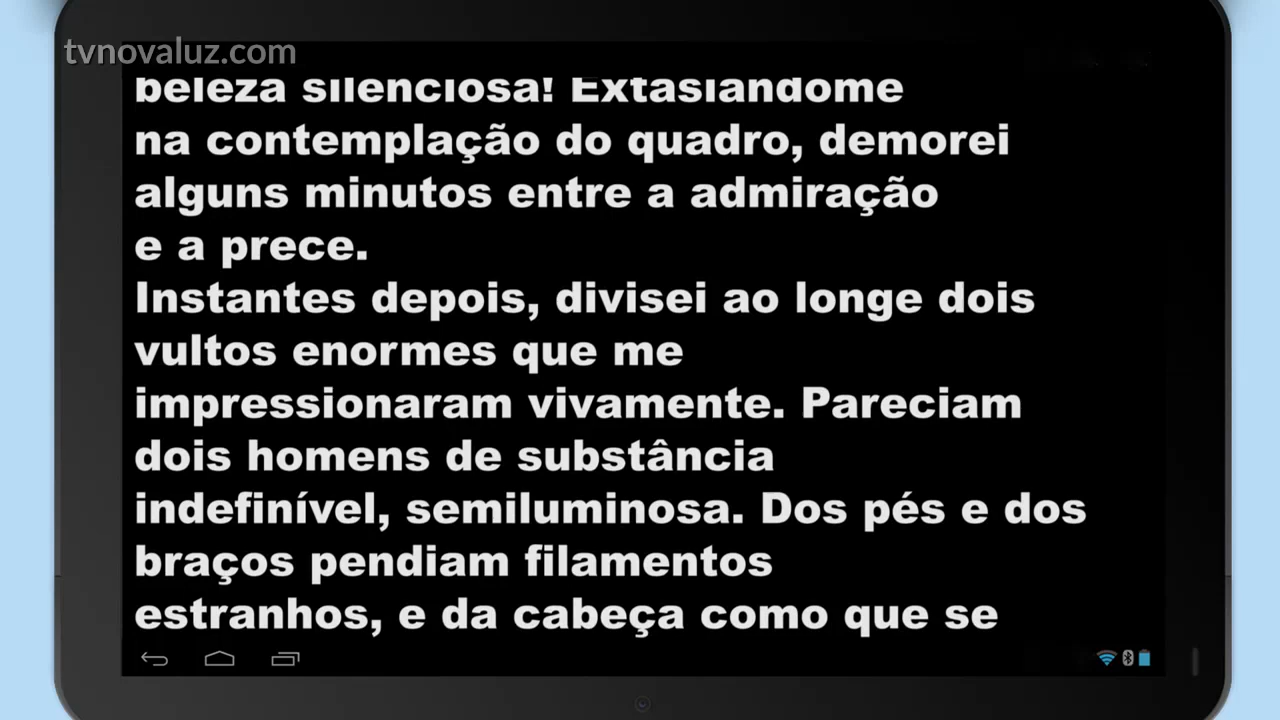 tvnovaluz.com
beleza silenciosa! Extasiandome
na contemplação do quadro, demorei
alguns minutos entre a admiração
e a prece.
Instantes depois, divisei ao longe dois
vultos enormes que me
impressionaram vivamente. Pareciam
dois homens de substância
indefinível, semiluminosa. Dos pés e dos
braços pendiam filamentos
estranhos, e da cabeça como que se